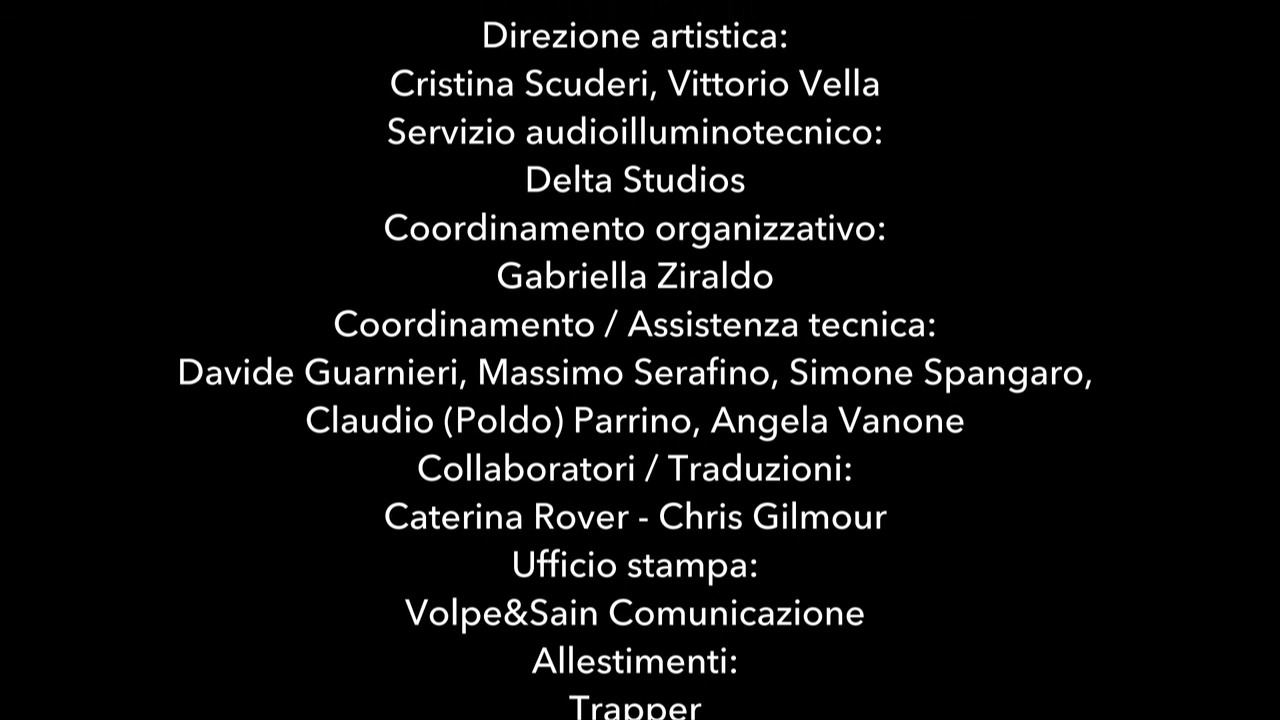 Direzione artistica:
Cristina Scuderi, Vittorio Vella
Servizio audioilluminotecnico:
Delta Studios
Coordinamento organizzativo:
Gabriella Ziraldo
Coordinamento / Assistenza tecnica:
Davide Guarnieri, Massimo Serafino, Simone Spangaro,
Claudio (Poldo) Parrino, Angela Vanone
Collaboratori / Traduzioni:
Caterina Rover - Chris Gilmour
Ufficio stampa:
Volpe&Sain Comunicazione
Allestimenti:
Trapper